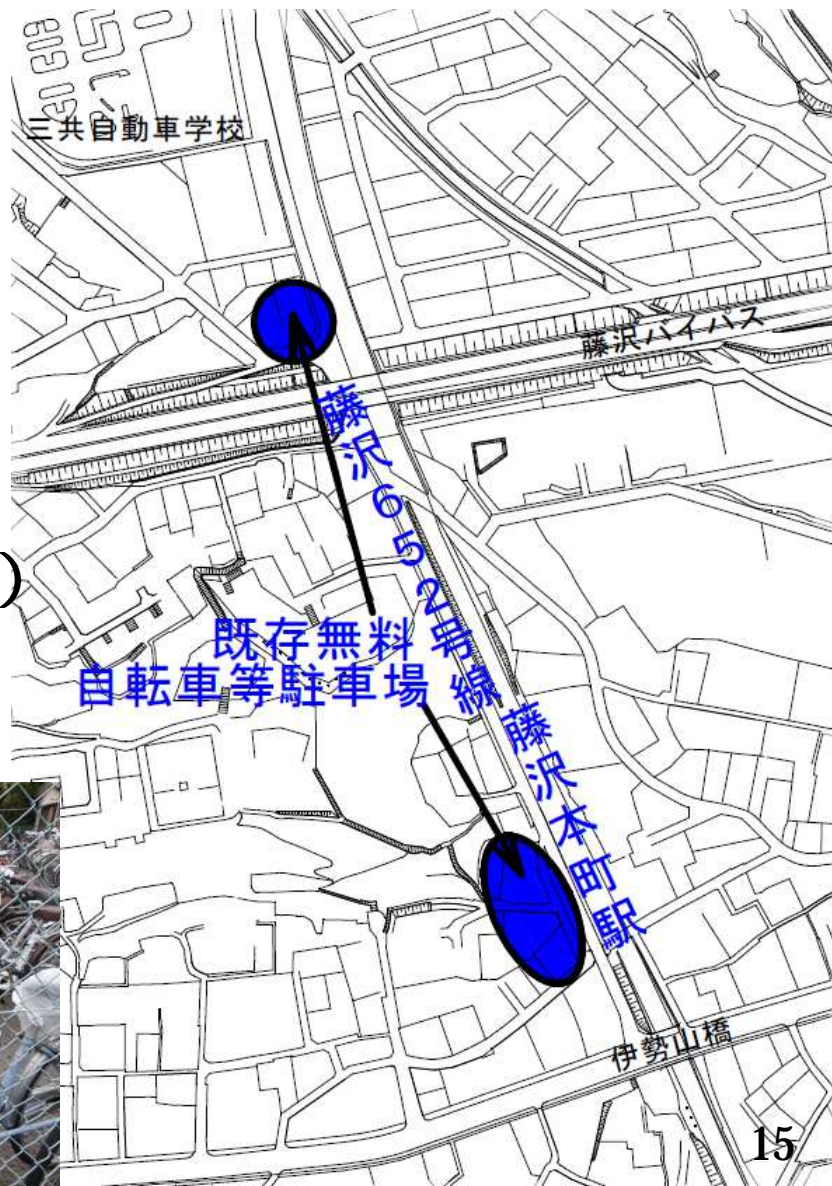 三共自動車学校
藤沢バイパス
藤沢652号線
)
既存無料
自転車等駐車場
藤沢本町駅
伊勢山橋
15